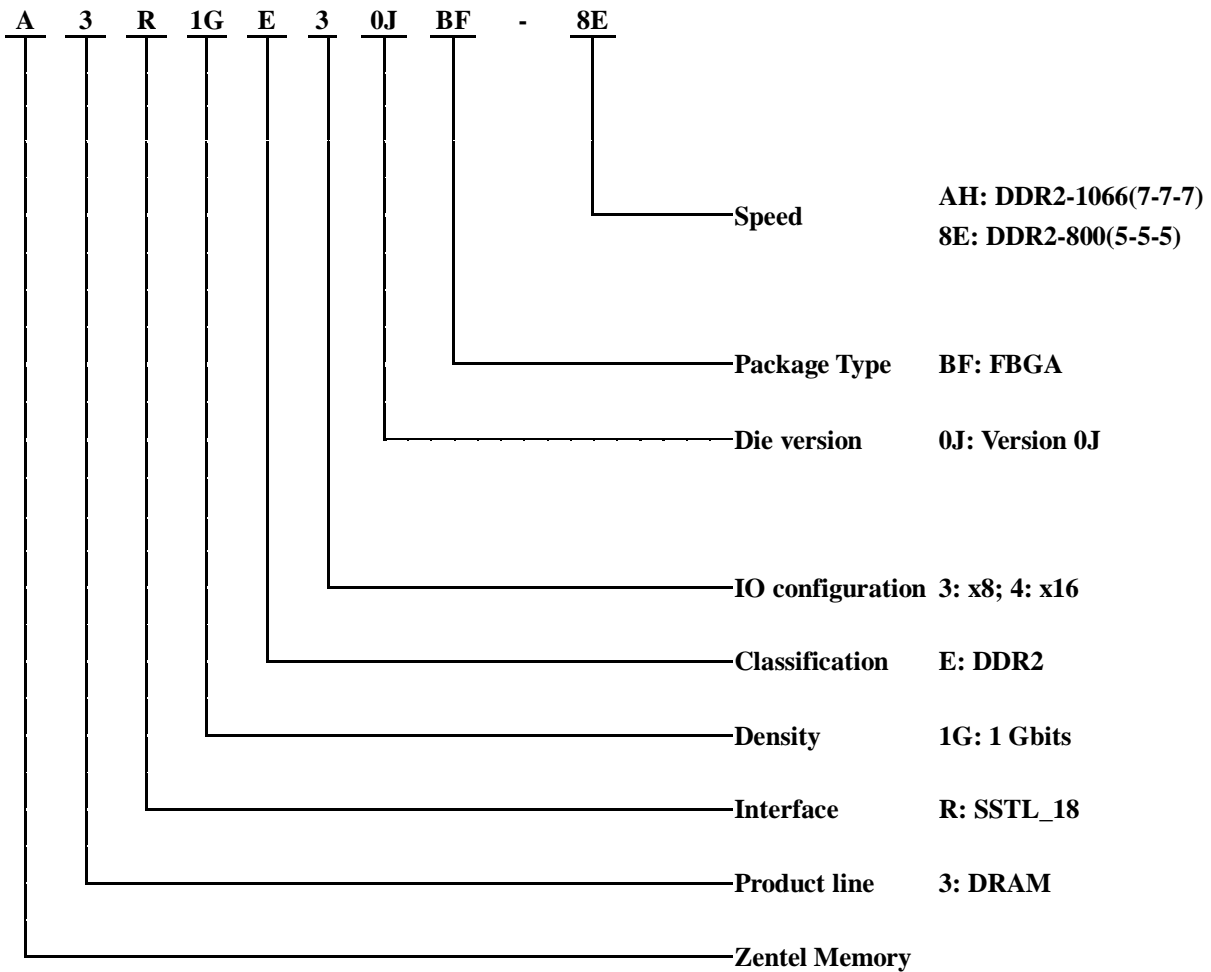 A 3 R 1G E 3 0J BF - 8E
Speed AH: DDR2-1066(7-7-7)
8E: DDR2-800(5-5-5)
Package Type BF: FBGA
Die version 0J: Version 0J
IO configuration 3: x8; 4: x16
Classification E: DDR2
Density 1G: 1 Gbits
Interface R: SSTL_18
Product line 3: DRAM
Zentel Memory